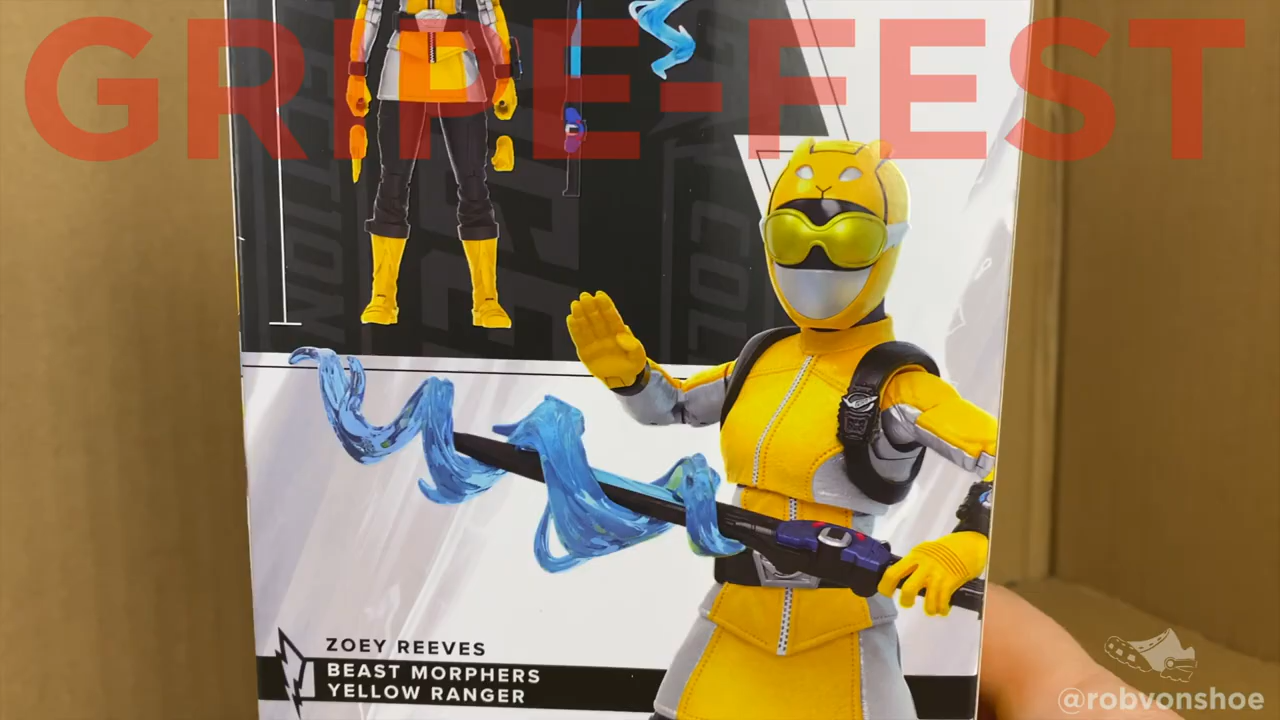 GRIPE-FEST
ZOEY REEVES
BEAST MORPHERS
YELLOW RANGER
@robvonshoe